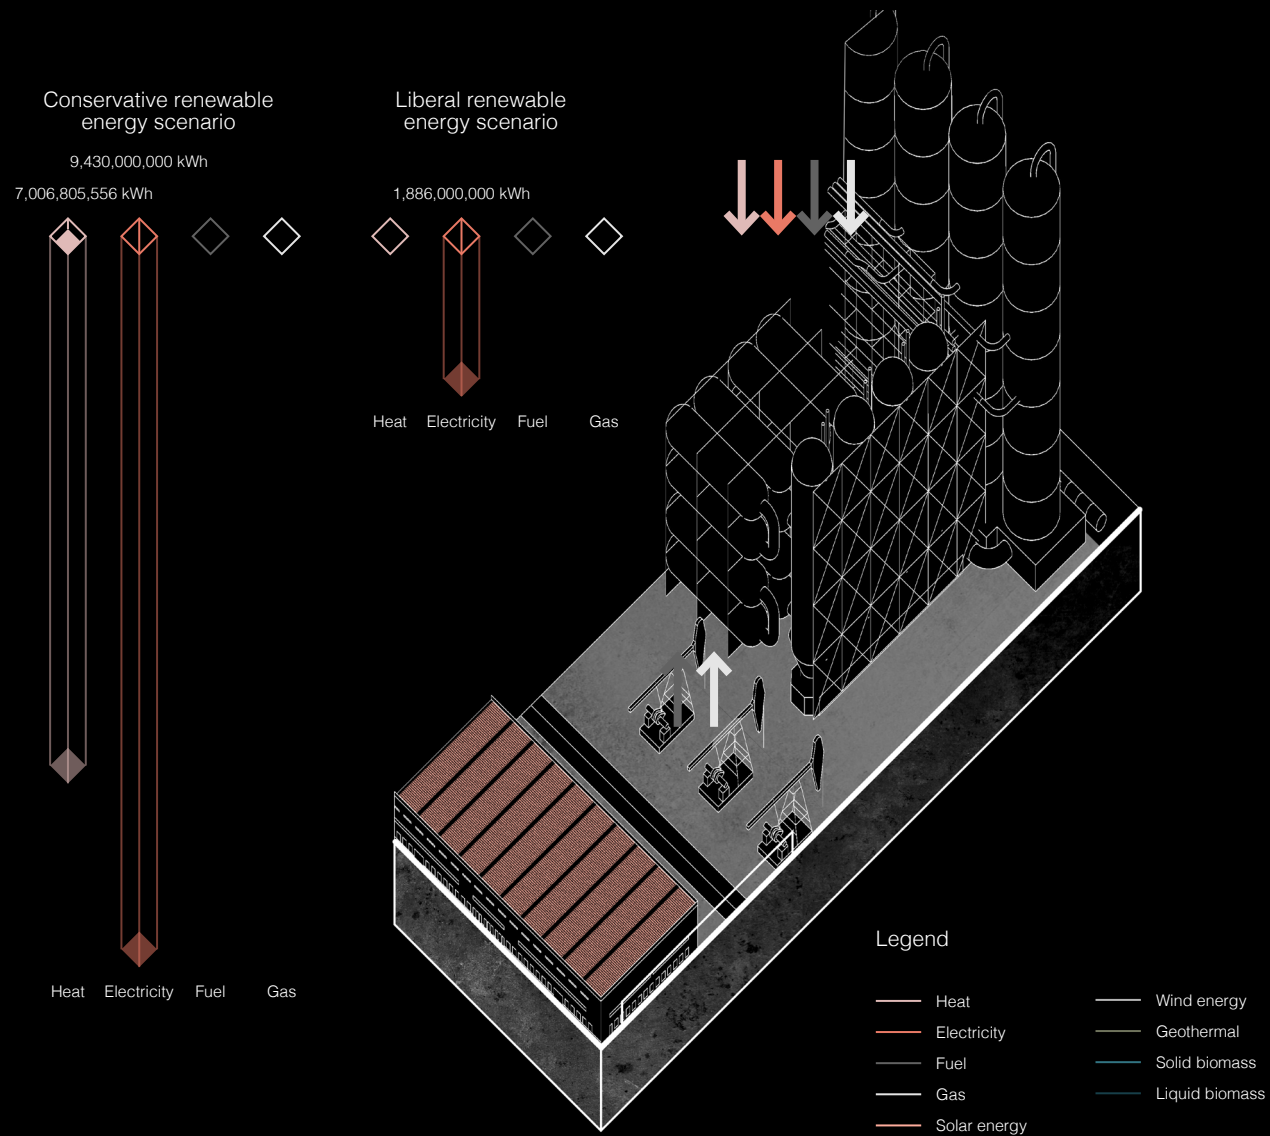 Conservative renewable
energy scenario
9,430,000,000 kWh
7,006,805,556 kWh
Heat
Electricity
Fuel
Gas
Liberal renewable
energy scenario
1,886,000,000 kWh
Heat
Electricity
Fuel
Gas
Legend
Heat
Electricity
Fuel
Gas
Solar energy
Wind energy
Geothermal
Solid biomass
Liquid biomass